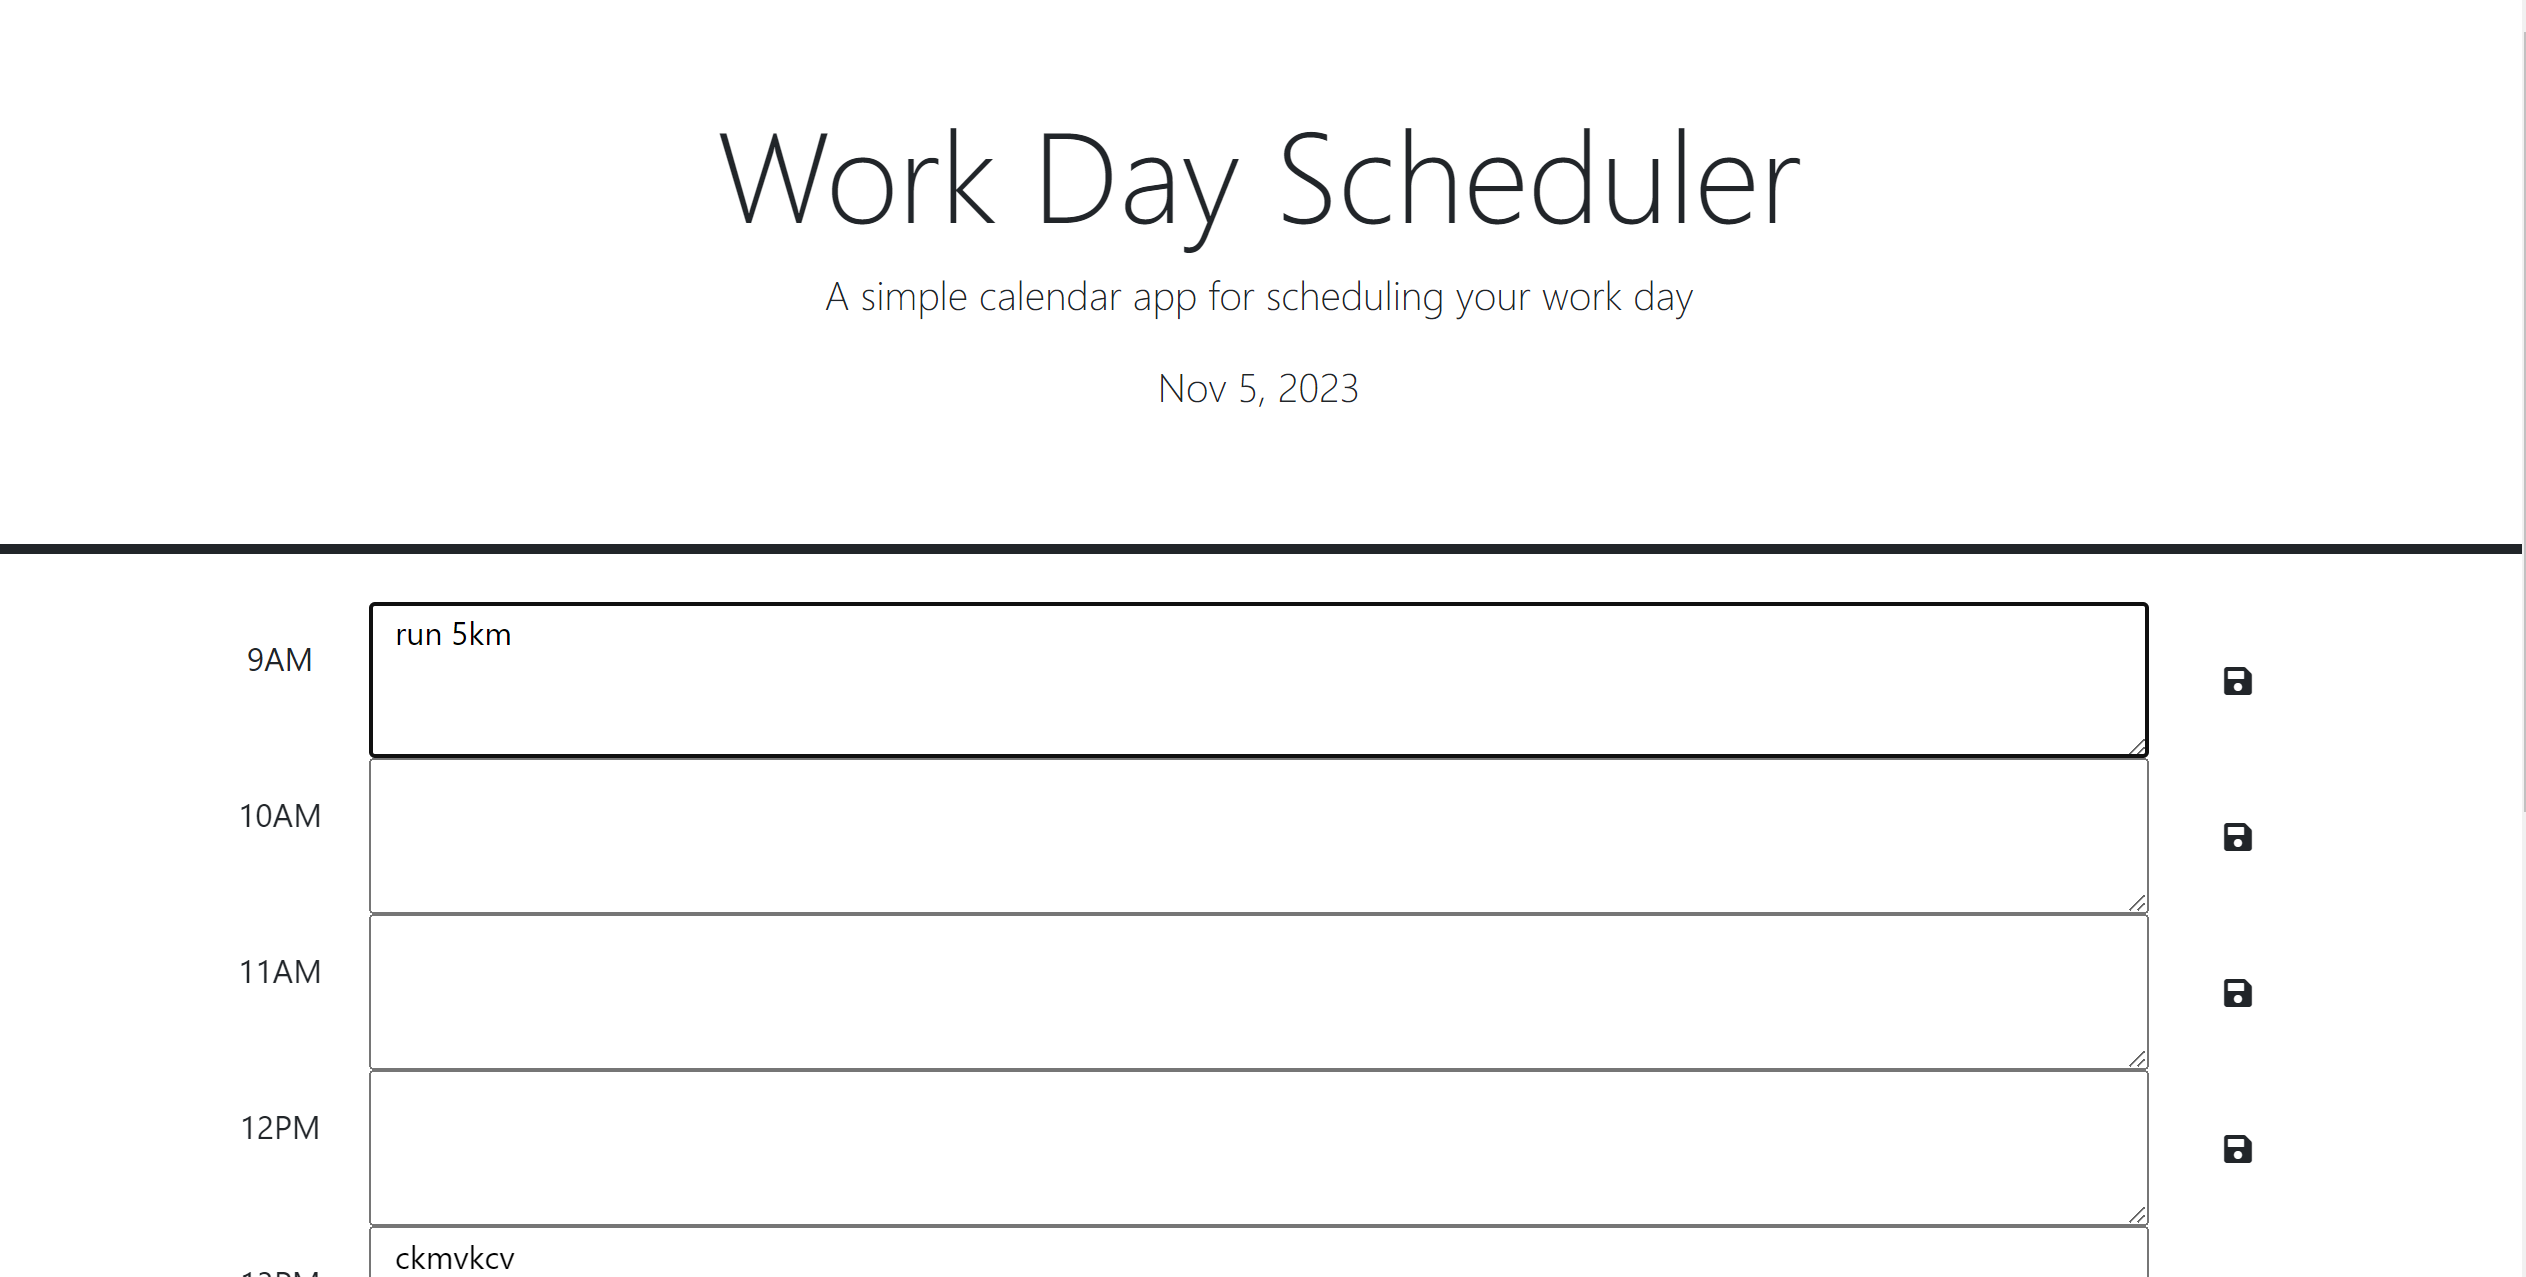 Work Day Scheduler
A simple calendar app for scheduling your work day
Nov 5, 2023
9AM
run 5km
10AM
11AM
12PM
ckmvkcv